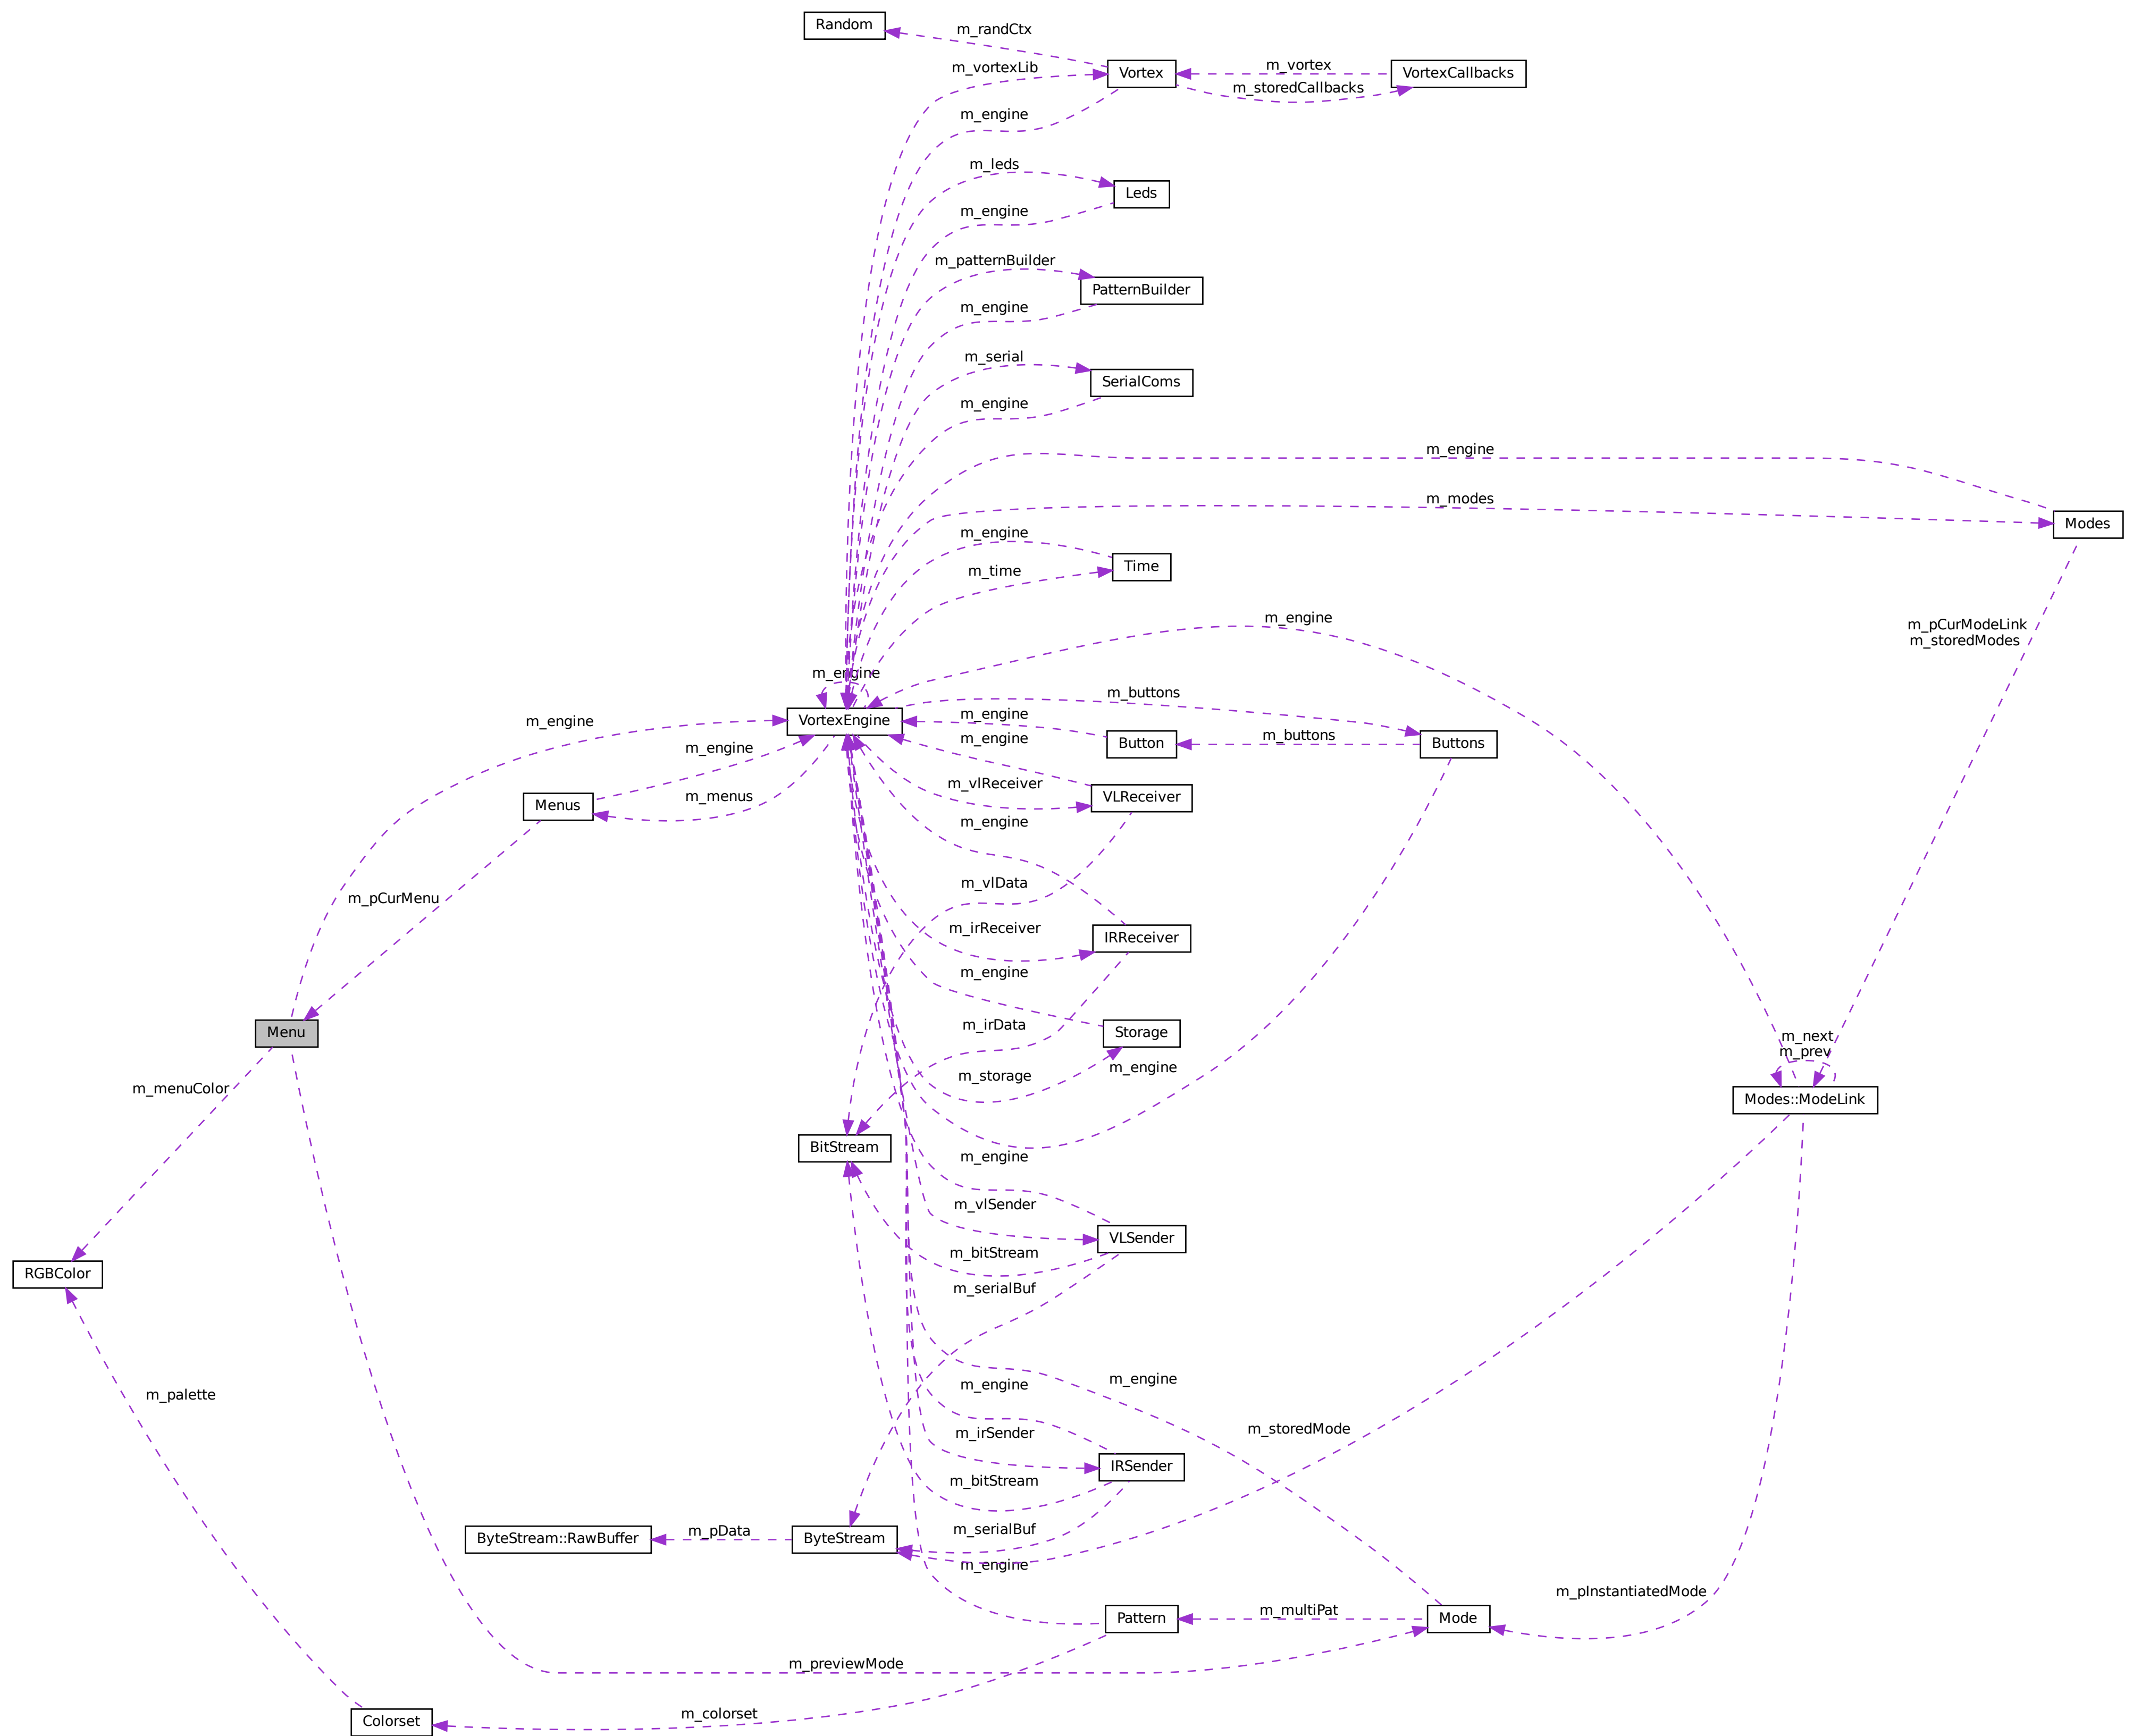 Random
m_randCtx
m_vortexLib
Vortex
m_vortex
m_storedCallbacks
VortexCallbacks
m_engine
m_leds
Leds
m_engine
m_patternBuilder
PatternBuilder
m_engine
m_serial
SerialComs
m_engine
m_engine
m_modes
Modes
m_engine
Time
m_time
m_engine
m_pCurModeLink
m_storedModes
m_engine
VortexEngine
m_buttons
m_engine
m_engine
Button
m_buttons
Buttons
m_engine
m_engine
m_vlReceiver
VLReceiver
Menus
m_menus
m_engine
m_vlData
m_pCurMenu
m_irReceiver
IRReceiver
m_engine
Menu
m_irData
Storage
m_next
m_prev
m_storage
m_engine
m_menuColor
Modes::ModeLink
BitStream
m_engine
m_vlSender
VLSender
m_bitStream
RGBColor
m_serialBuf
m_engine
m_engine
m_palette
m_storedMode
m_irSender
IRSender
m_bitStream
m_serialBuf
ByteStream::RawBuffer
m_pData
ByteStream
m_engine
m_pInstantiatedMode
Pattern
m_multiPat
Mode
m_previewMode
m_colorset
Colorset